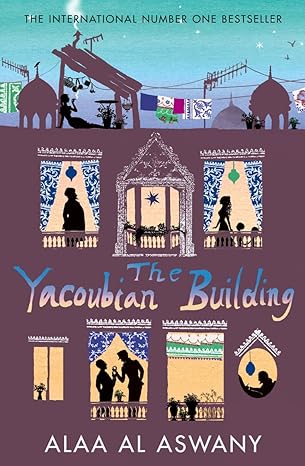 THE INTERNATIONAL NUMBER ONE BESTSELLER
The
Yacoubian Building
ALAA AL ASWANY